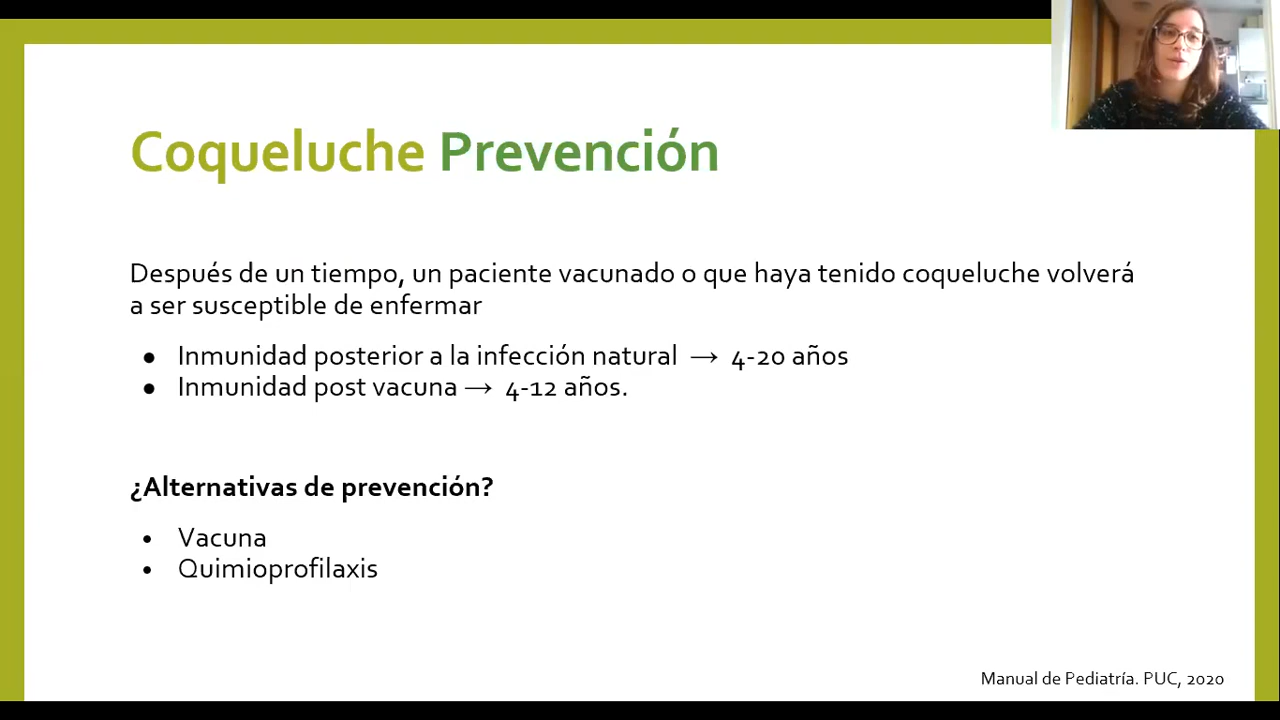 Coqueluche Prevención
Después de un tiempo, un paciente vacunado o que haya tenido coqueluche volverá
a ser susceptible de enfermar
● Inmunidad posterior a la infección natural → 4-20 años
● Inmunidad post vacuna → 4-12 años.
¿Alternativas de prevención?
• Vacuna
• Quimioprofilaxis
Manual de Pediatría. PUC, 2020